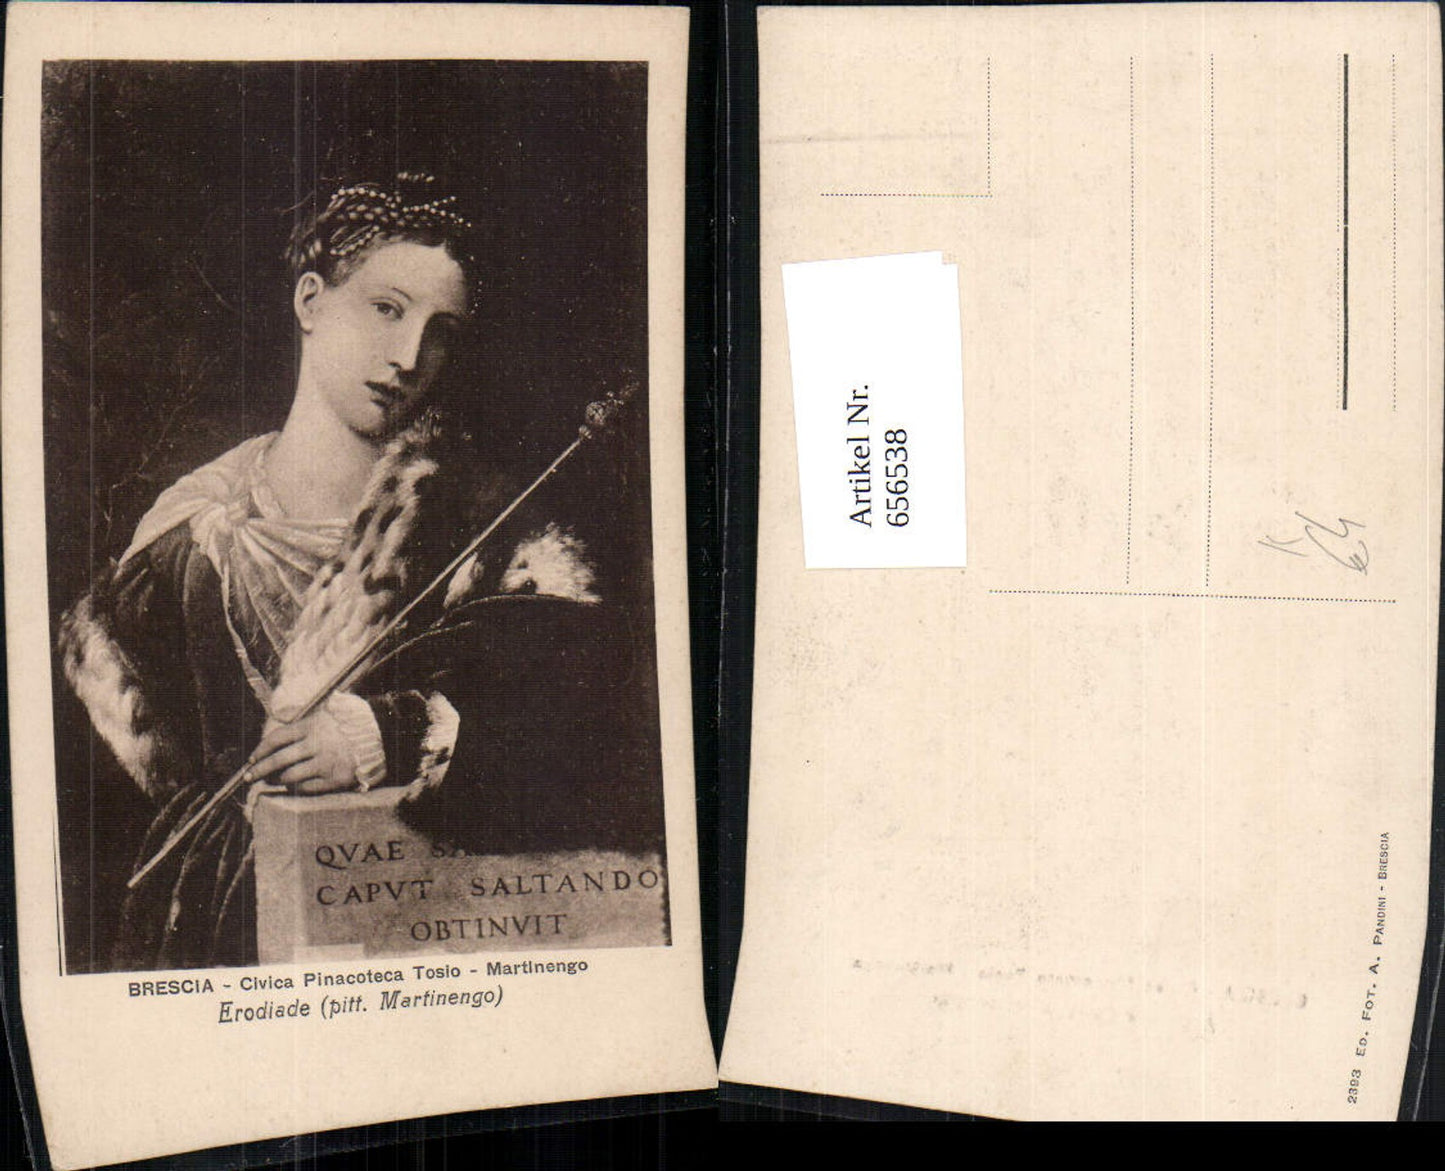 QVAE
CAPVT SALTANDO
OBTINVIT
BRESCIA - Civica Pinacoteca Tosio - Martinengo
Erodiade (pitt. Martinengo)
Artikel Nr.
656538
K
64
2393 ED. FOT. A. PANDINI - BRESCIA